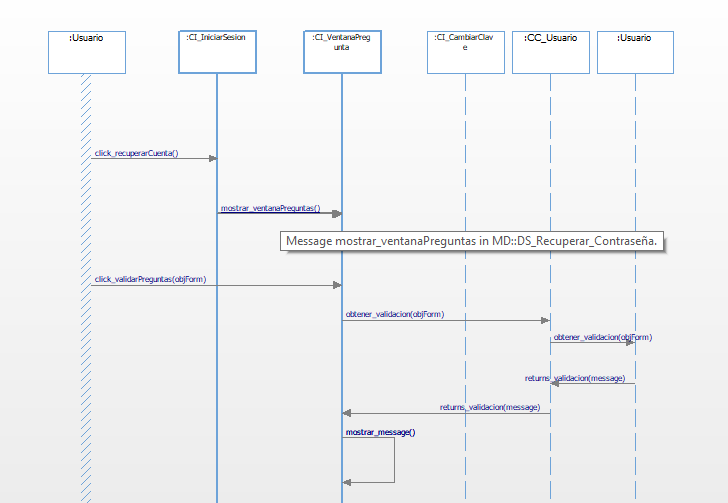 :Usuario
:CI_IniciarSesion
:CI_VentanaPreg
unta
:CI_CambiarClav
e
:CC_Usuario
:Usuario
click_recuperarCuenta()
mostrar_ventanaPreguntas()
Message mostrar_ventanaPreguntas in MD::DS_Recuperar_Contraseña.
click_validarPreguntas(objForm)
obtener_validacion(objForm)
obtener_validacion(objForm)
returns_validacion(message)
returns_validacion(message)
mostrar_message()